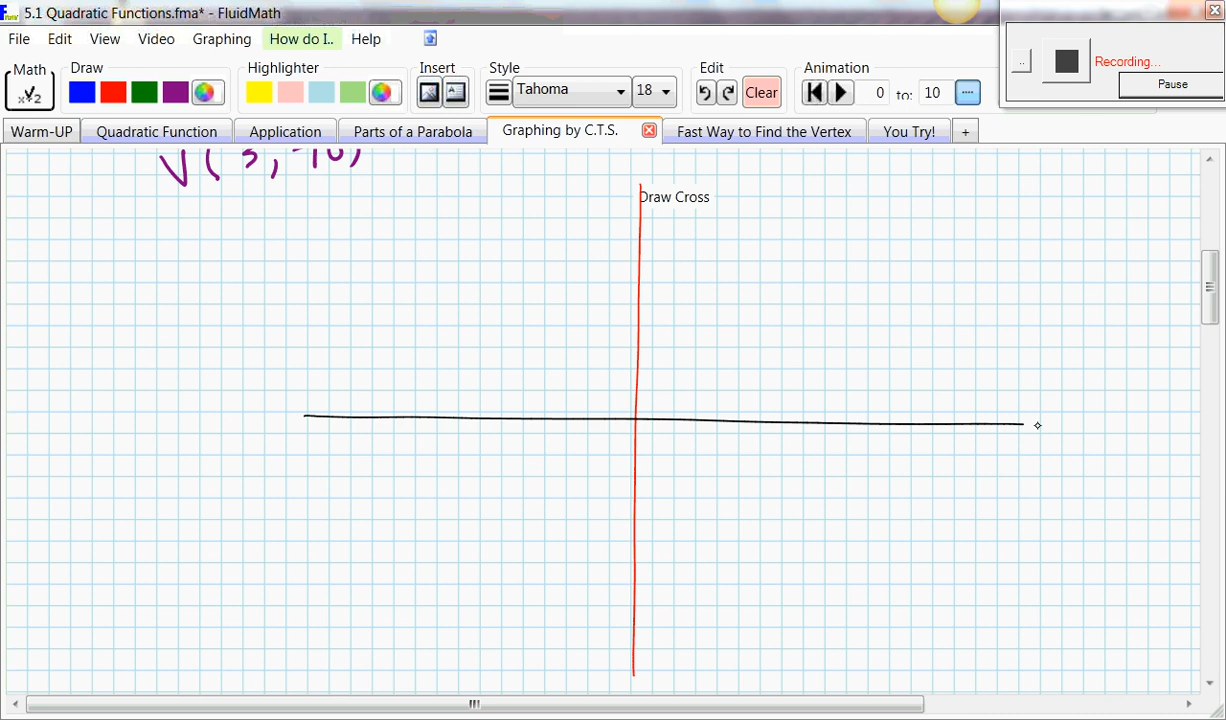 5.1 Quadratic Functions.fma* - FluidMath
File Edit View Video Graphing How do I.. Help
Recording...
Pause
Math Draw Highlighter Insert Style Edit Animation
Tahoma 18 Clear 0 to: 10
Warm-UP Quadratic Function Application Parts of a Parabola Graphing by C.T.S. Fast Way to Find the Vertex You Try! +
Draw Cross